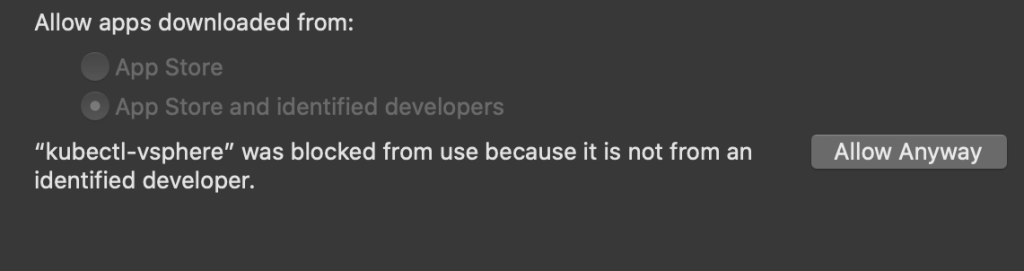 Allow apps downloaded from:
App Store
App Store and identified developers
“kubectl-vsphere” was blocked from use because it is not from an
identified developer.
Allow Anyway